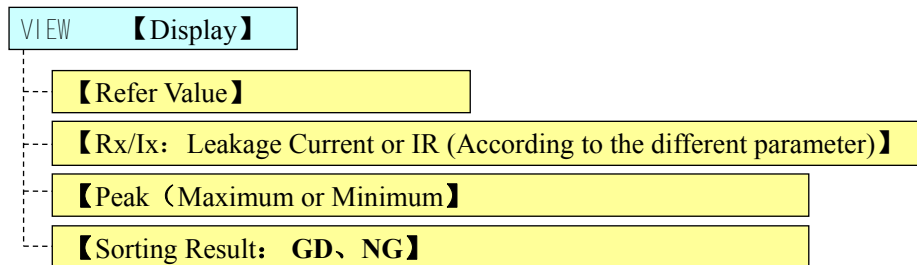 VIEW 【Display】
【Refer Value】
【Rx/Ix：Leakage Current or IR (According to the different parameter)】
【Peak（Maximum or Minimum】
【Sorting Result：GD、NG】